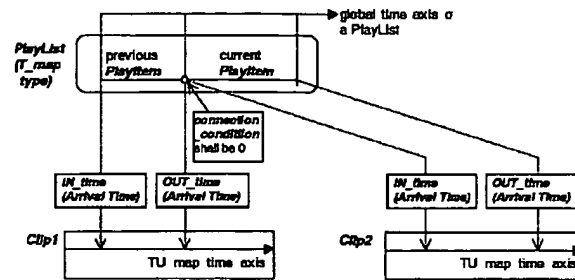 global time axis o
a PlayList
PlayList
(T_map
type)
previous
PlayItem
current
PlayItem
connection
_condition
shall be 0
IN_time
(Arrival Time)
OUT_time
(Arrival Time)
IN_time
(Arrival Time)
OUT_time
(Arrival Time)
Clip1
TU map time axis
Clip2
TU map time axis